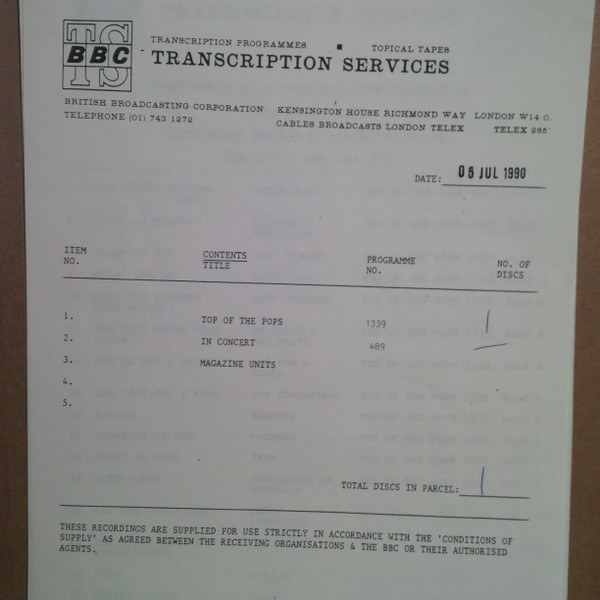 TS
BBC
TRANSCRIPTION PROGRAMMES ■ TOPICAL TAPES
TRANSCRIPTION SERVICES
BRITISH BROADCASTING CORPORATION KENSINGTON HOUSE RICHMOND WAY LONDON W14 0
TELEPHONE (01) 743 1272 CABLES BROADCASTS LONDON TELEX TELEX 265
DATE: 06 JUL 1990
ITEM NO. CONTENTS TITLE PROGRAMME NO. NO. OF DISCS
1. TOP OF THE POPS 1339 1
2. IN CONCERT 489 —
3. MAGAZINE UNITS
4.
5.
TOTAL DISCS IN PARCEL: 1
THESE RECORDINGS ARE SUPPLIED FOR USE STRICTLY IN ACCORDANCE WITH THE 'CONDITIONS OF
SUPPLY' AS AGREED BETWEEN THE RECEIVING ORGANISATIONS & THE BBC OR THEIR AUTHORISED
AGENTS.